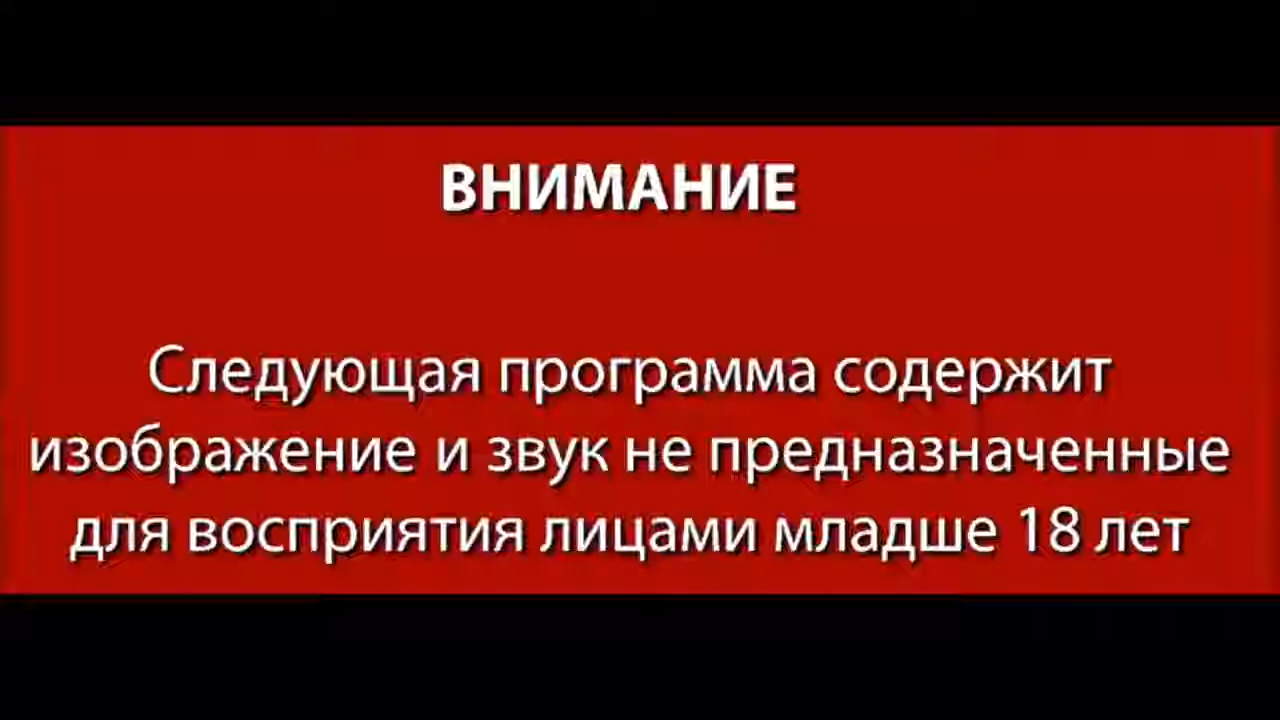 ВНИМАНИЕ
Следующая программа содержит
изображение и звук не предназначенные
для восприятия лицами младше 18 лет